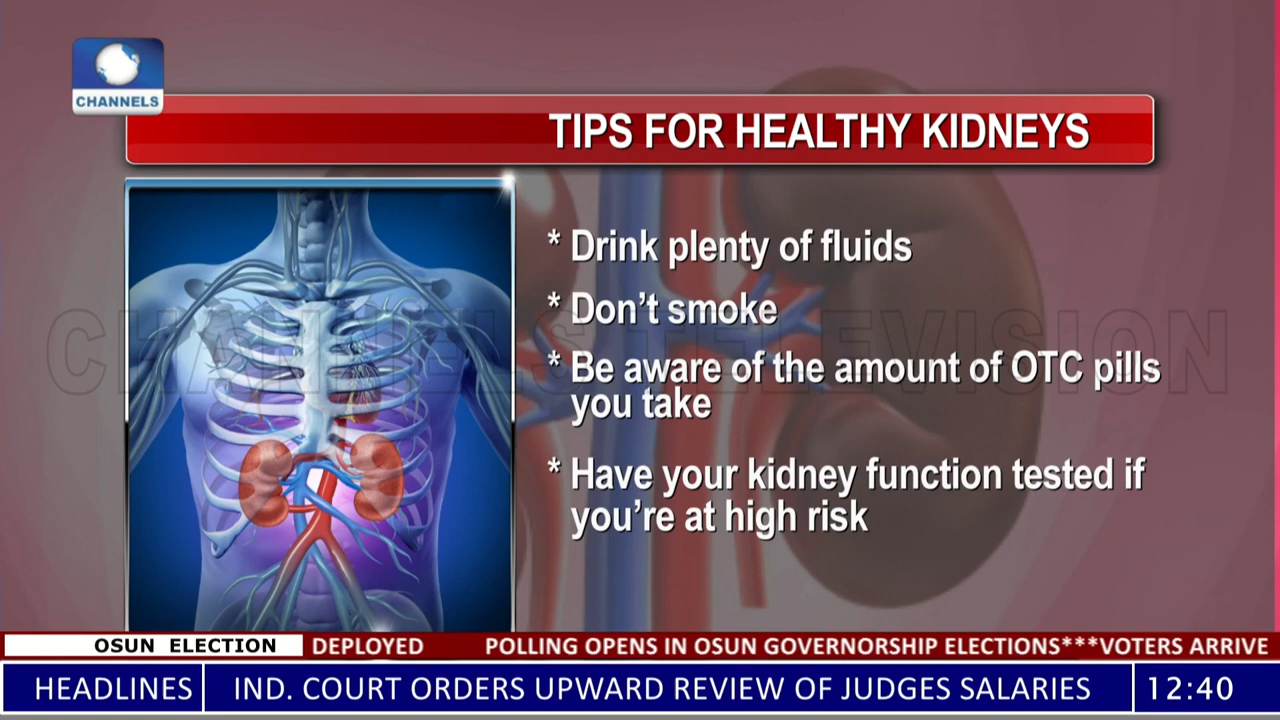 CHANNELS
TIPS FOR HEALTHY KIDNEYS
* Drink plenty of fluids
* Don't smoke
* Be aware of the amount of OTC pills
you take
* Have your kidney function tested if
you're at high risk
CHANNELS TELEVISION
OSUN ELECTION
DEPLOYED POLLING OPENS IN OSUN GOVERNORSHIP ELECTIONS***VOTERS ARRIVE
HEADLINES
IND. COURT ORDERS UPWARD REVIEW OF JUDGES SALARIES
12:40